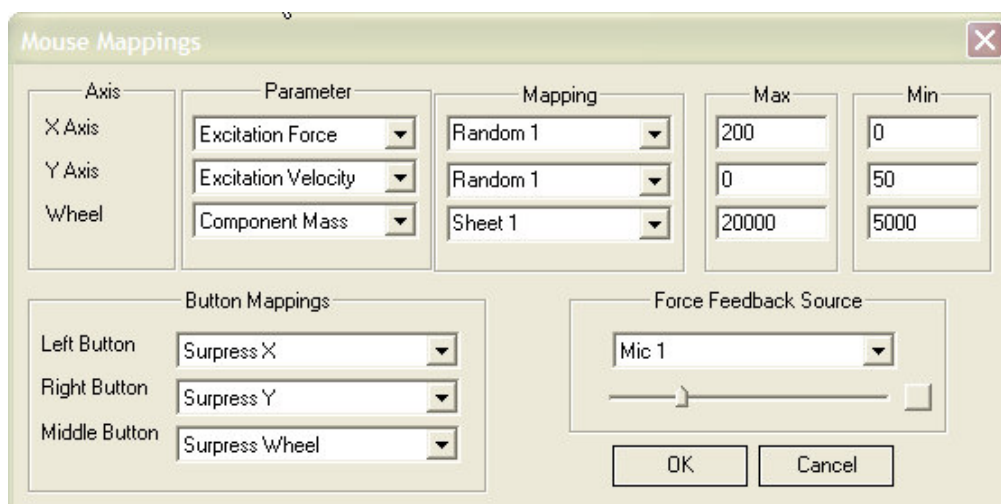 Mouse Mappings
Axis Parameter Mapping Max Min
X Axis Excitation Force Random 1 200 0
Y Axis Excitation Velocity Random 1 0 50
Wheel Component Mass Sheet 1 20000 5000
Button Mappings Force Feedback Source
Left Button Surpress X Mic 1
Right Button Surpress Y
Middle Button Surpress Wheel
OK Cancel